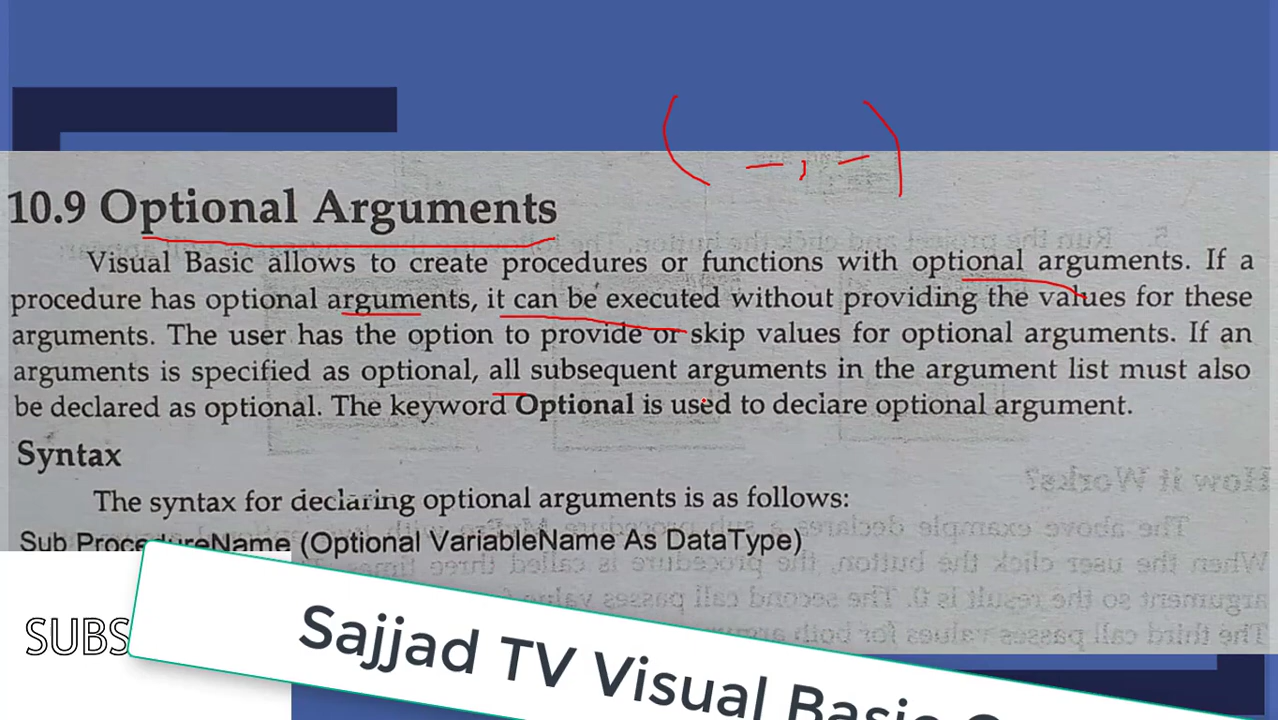 10.9 Optional Arguments
Visual Basic allows to create procedures or functions with optional arguments. If a
procedure has optional arguments, it can be executed without providing the values for these
arguments. The user has the option to provide or skip values for optional arguments. If an
arguments is specified as optional, all subsequent arguments in the argument list must also
be declared as optional. The keyword Optional is used to declare optional argument.
Syntax
The syntax for declaring optional arguments is as follows:
Sub ProcedureName (Optional VariableName As DataType)
SUBS
Sajjad TV Visual Basic